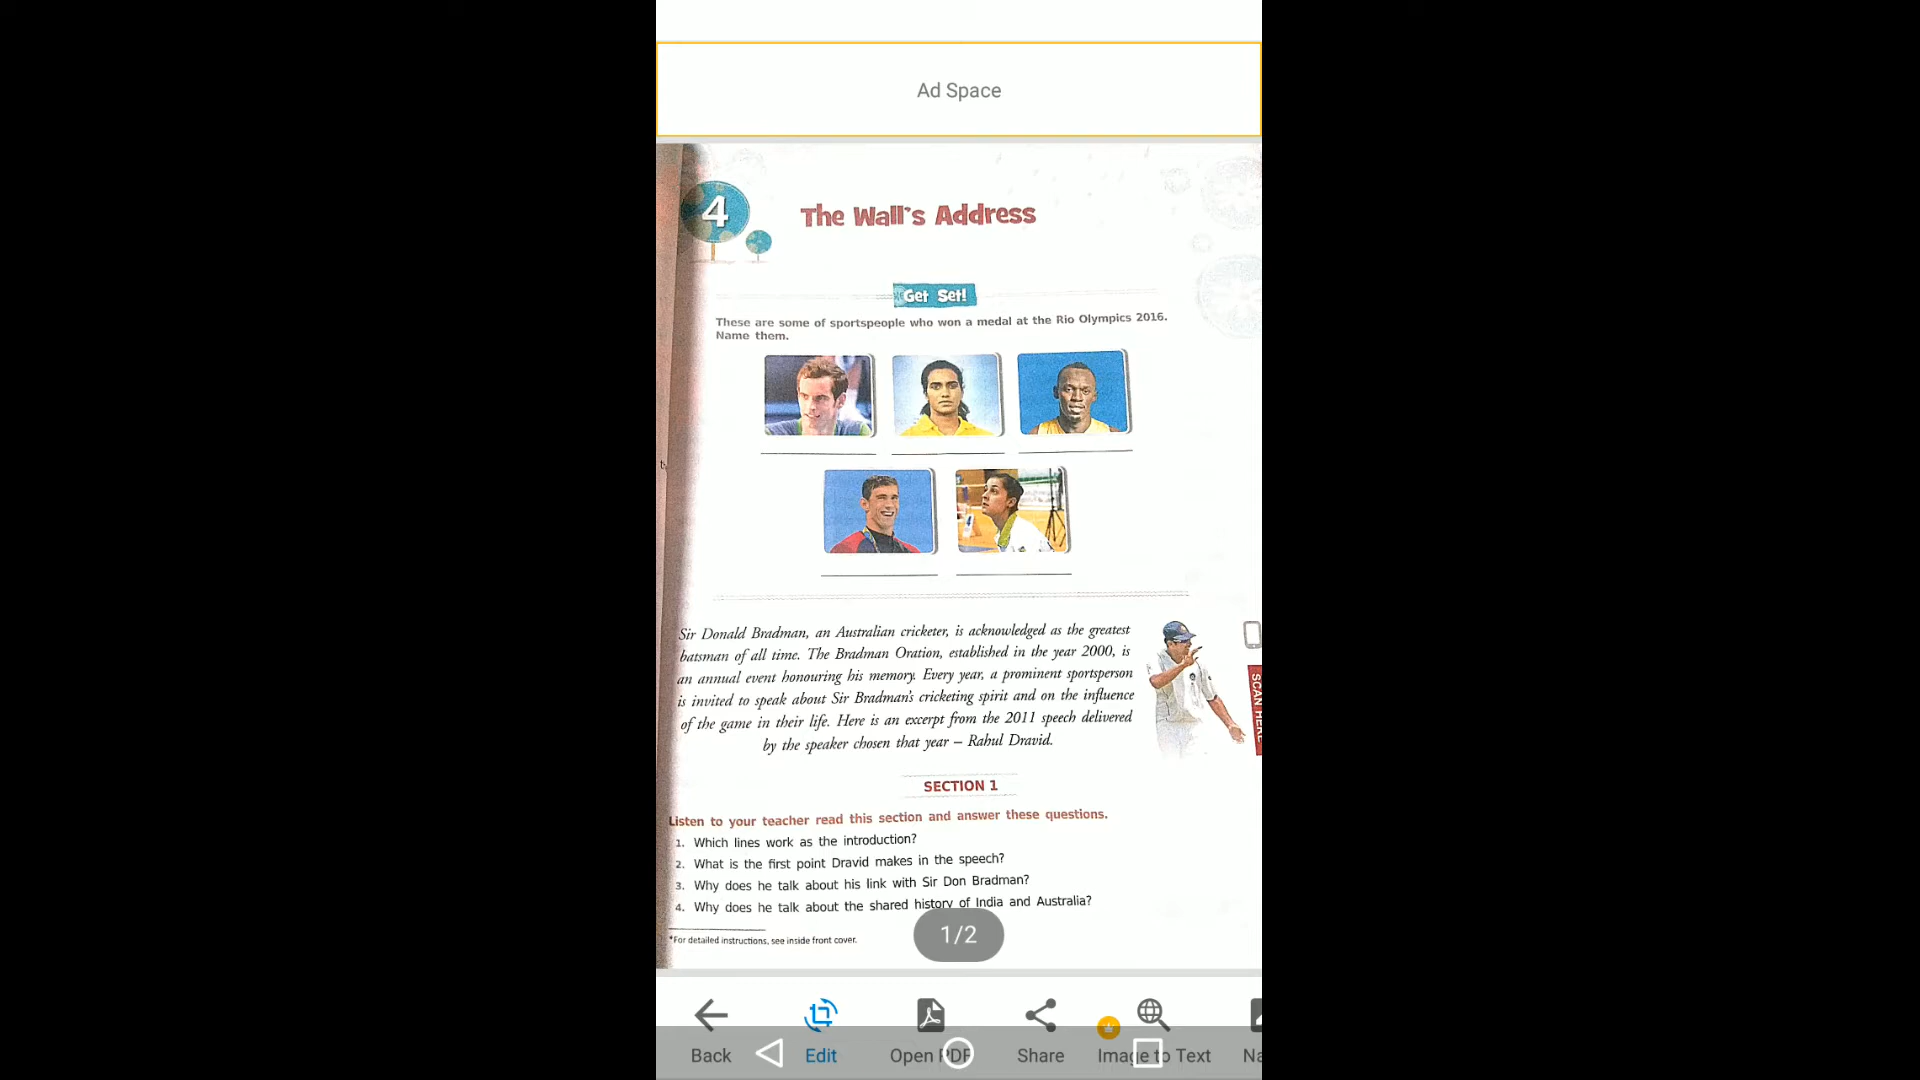 Ad Space
4
The Wall's Address
Get Set!
These are some of sportspeople who won a medal at the Rio Olympics 2016.
Name them.
Sir Donald Bradman, an Australian cricketer, is acknowledged as the greatest
batsman of all time. The Bradman Oration, established in the year 2000, is
an annual event honouring his memory. Every year, a prominent sportsperson
is invited to speak about Sir Bradman's cricketing spirit and on the influence
of the game in their life. Here is an excerpt from the 2011 speech delivered
by the speaker chosen that year – Rahul Dravid.
SCAN HERE
SECTION 1
Listen to your teacher read this section and answer these questions.
1. Which lines work as the introduction?
2. What is the first point Dravid makes in the speech?
3. Why does he talk about his link with Sir Don Bradman?
4. Why does he talk about the shared history of India and Australia?
*For detailed instructions, see inside front cover.
1/2
Back
Edit
Open PDF
Share
Image to Text
Na